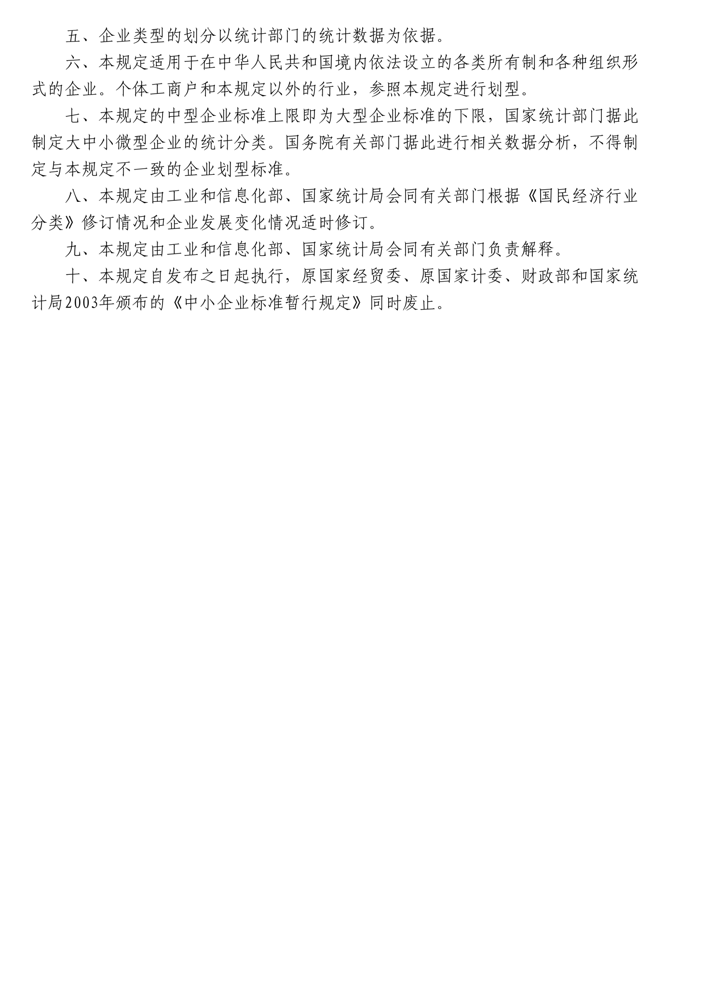 五、企业类型的划分以统计部门的统计数据为依据。
六、本规定适用于在中华人民共和国境内依法设立的各类所有制和各种组织形
式的企业。个体工商户和本规定以外的行业，参照本规定进行划型。
七、本规定的中型企业标准上限即为大型企业标准的下限，国家统计部门据此
制定大中小微型企业的统计分类。国务院有关部门据此进行相关数据分析，不得制
定与本规定不一致的企业划型标准。
八、本规定由工业和信息化部、国家统计局会同有关部门根据《国民经济行业
分类》修订情况和企业发展变化情况适时修订。
九、本规定由工业和信息化部、国家统计局会同有关部门负责解释。
十、本规定自发布之日起执行，原国家经贸委、原国家计委、财政部和国家统
计局2003年颁布的《中小企业标准暂行规定》同时废止。